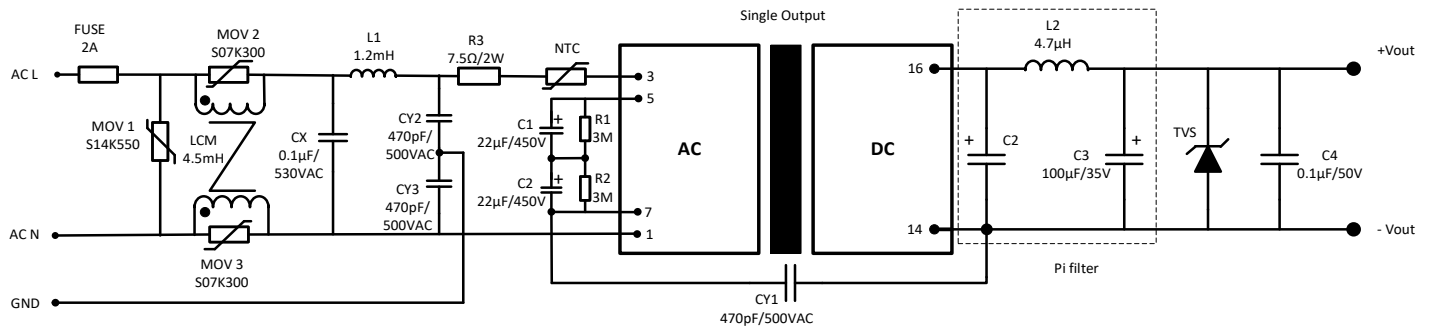 Single Output
FUSE
2A
MOV 2
S07K300
L1
1.2mH
R3
7.5Ω/2W
NTC
L2
4.7µH
AC L
+Vout
3
5
16
MOV 1
S14K550
LCM
4.5mH
CX
0.1µF/
530VAC
CY2
470pF/
500VAC
C1
22µF/450V
+
R1
3M
AC
DC
+
C2
C3
100µF/35V
+
TVS
C4
0.1µF/50V
CY3
470pF/
500VAC
C2
22µF/450V
+
R2
3M
7
1
14
AC N
- Vout
MOV 3
S07K300
Pi filter
GND
CY1
470pF/500VAC